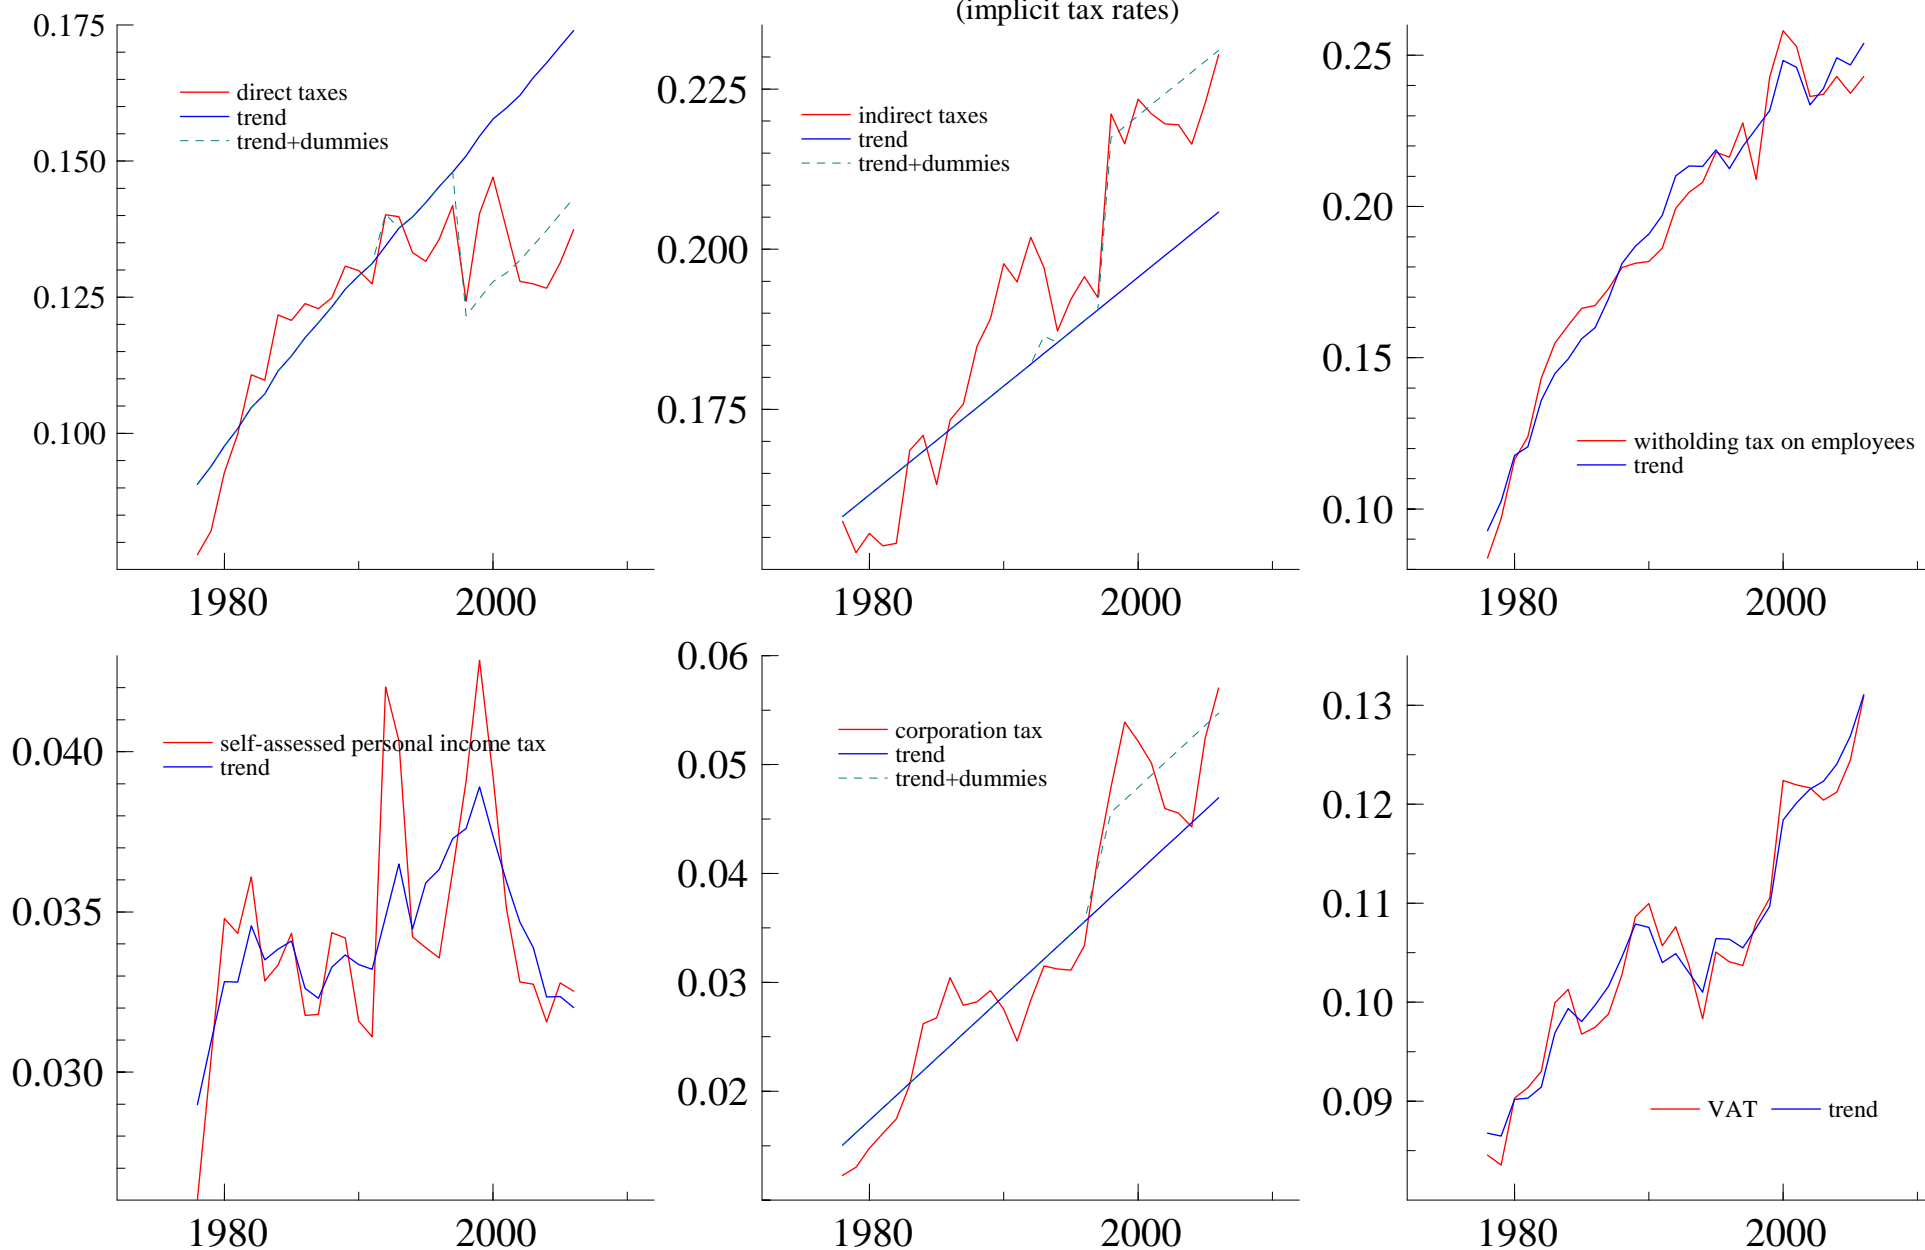 (implicit tax rates)
0.175
0.150
0.125
0.100
direct taxes
trend
trend+dummies
1980 2000
0.225
0.200
0.175
indirect taxes
trend
trend+dummies
1980 2000
0.25
0.20
0.15
0.10
witholding tax on employees
trend
1980 2000
0.040
0.035
0.030
self-assessed personal income tax
trend
1980 2000
0.06
0.05
0.04
0.03
0.02
corporation tax
trend
trend+dummies
1980 2000
0.13
0.12
0.11
0.10
0.09
VAT trend
1980 2000